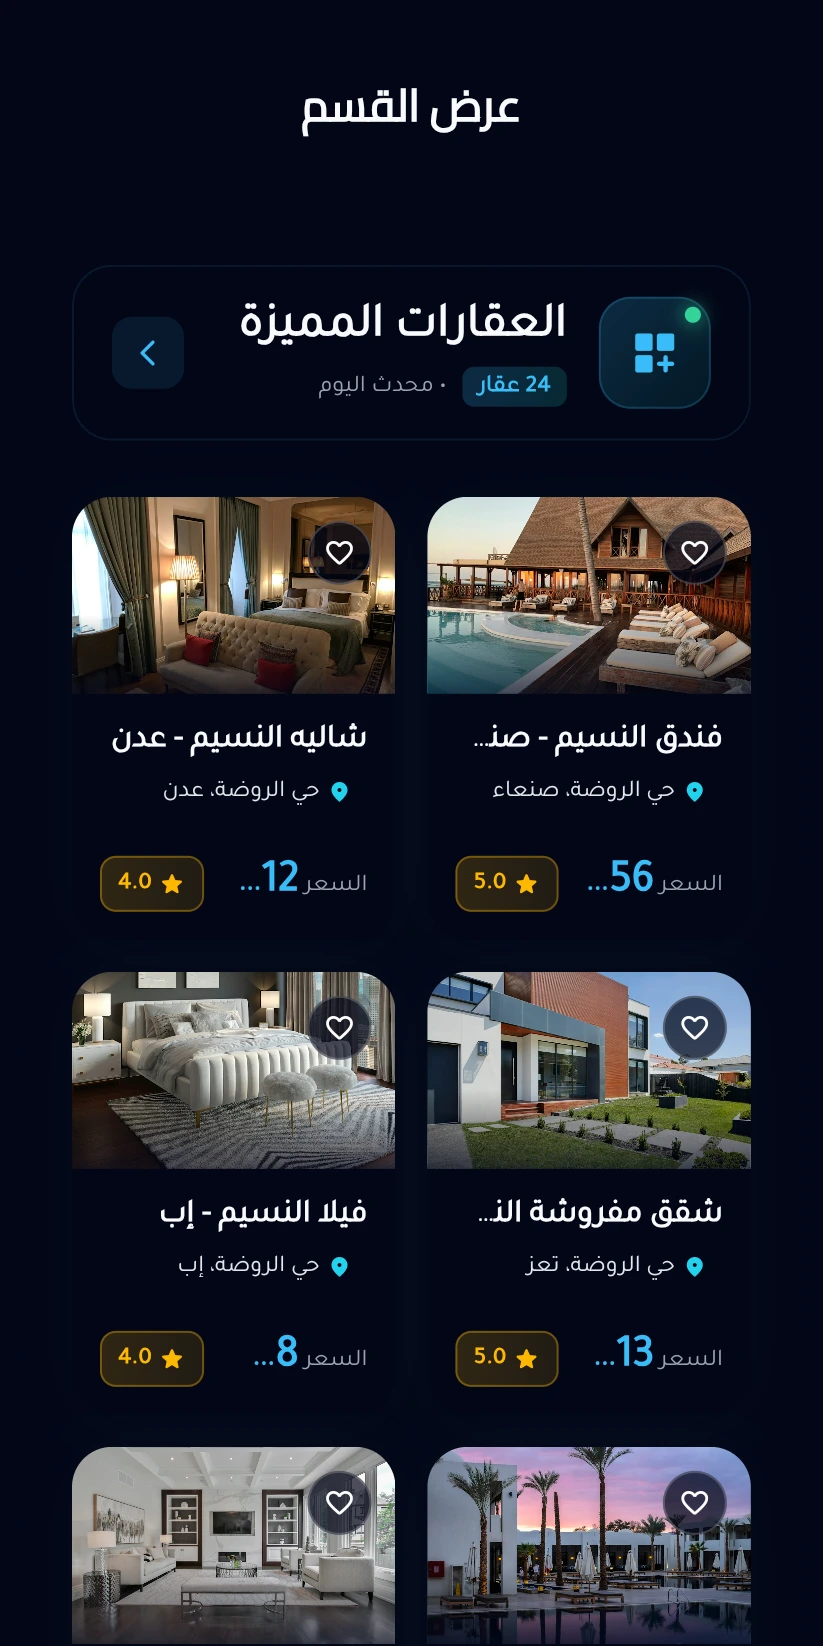 عرض القسم
العقارات المميزة
24 عقار • محدث اليوم
فندق النسيم - صنـ...
حي الروضة، صنعاء
السعر 56...
5.0
شاليه النسيم - عدن
حي الروضة، عدن
السعر 12...
4.0
شقق مفروشة النـ...
حي الروضة، تعز
السعر 13...
5.0
فيلا النسيم - إب
حي الروضة، إب
السعر 8...
4.0